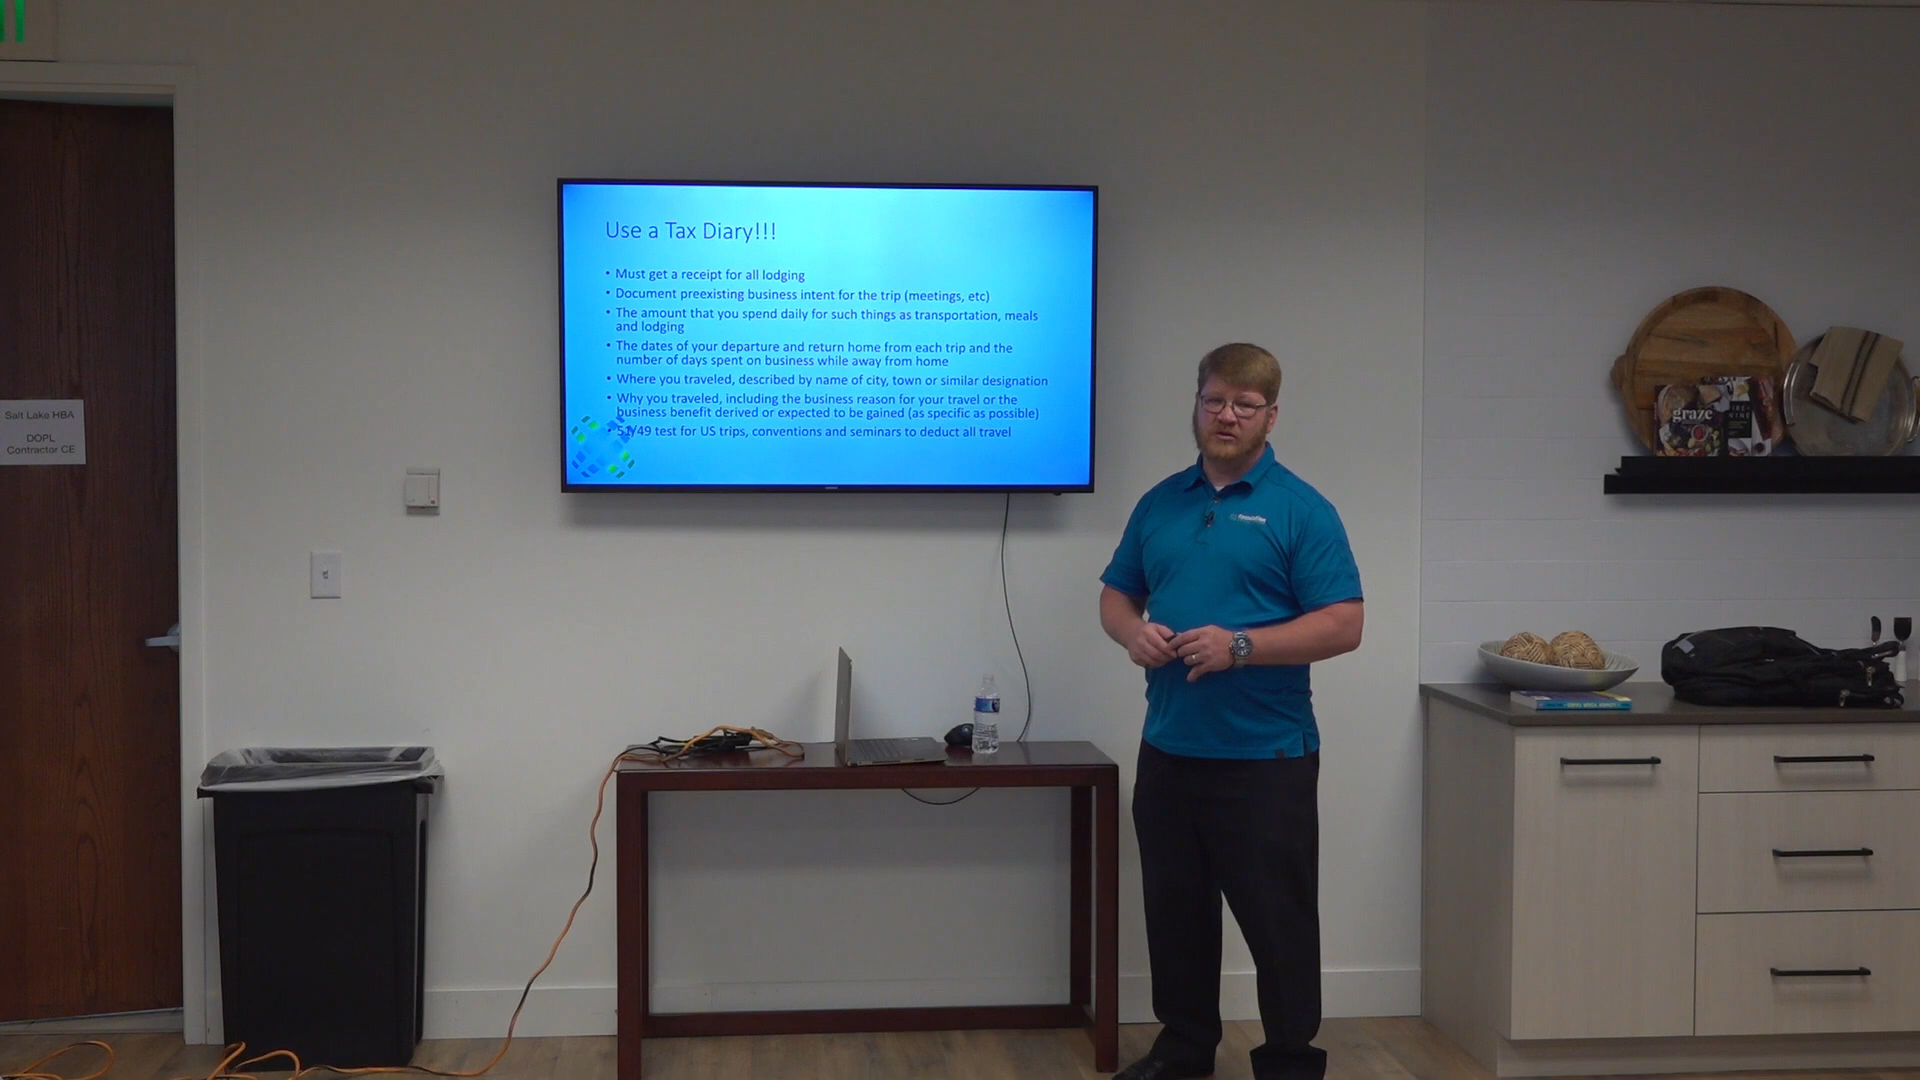 Use a Tax Diary!!!
• Must get a receipt for all lodging
• Document preexisting business intent for the trip (meetings, etc)
• The amount that you spend daily for such things as transportation, meals
and lodging
• The dates of your departure and return home from each trip and the
number of days spent on business while away from home
• Where you traveled, described by name of city, town or similar designation
• Why you traveled, including the business reason for your travel or the
business benefit derived or expected to be gained (as specific as possible)
• 51/49 test for US trips, conventions and seminars to deduct all travel
Salt Lake HBA
DOPL
Contractor CE
graze